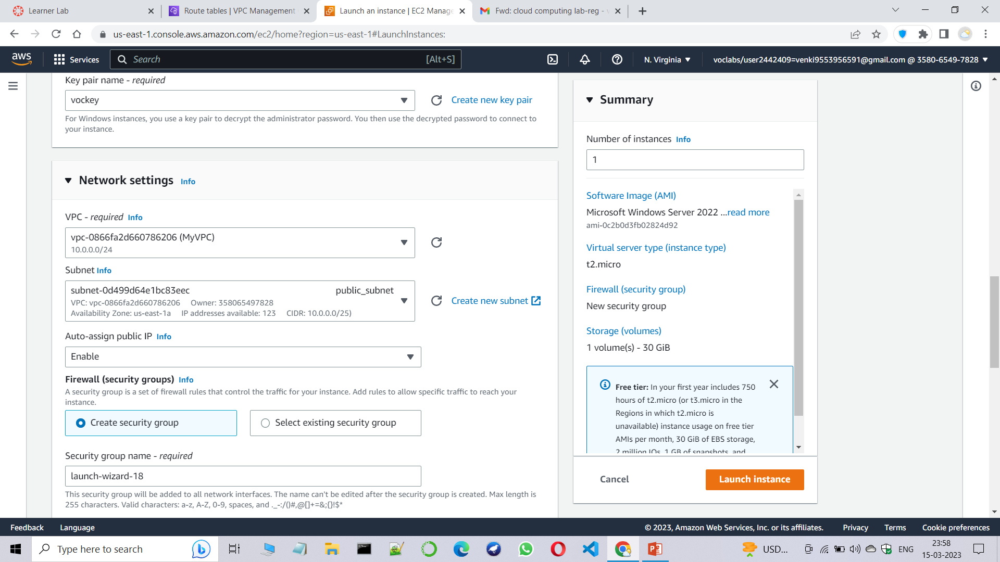 Learner Lab
Route tables | VPC Management
Launch an instance | EC2 Manage
Fwd: cloud computing lab-reg -
us-east-1.console.aws.amazon.com/ec2/home?region=us-east-1#LaunchInstances:
aws
Services
Search
[Alt+S]
N. Virginia
voclabs/user2442409=venki9553956591@gmail.com @ 3580-6549-7828
Key pair name - required
vockey
Create new key pair
For Windows instances, you use a key pair to decrypt the administrator password. You then use the decrypted password to connect to
your instance.
Network settings Info
VPC - required Info
vpc-0866fa2d660786206 (MyVPC)
10.0.0.0/24
Subnet Info
subnet-0d499d64e1bc83eec public_subnet
VPC: vpc-0866fa2d660786206 Owner: 358065497828
Availability Zone: us-east-1a IP addresses available: 123 CIDR: 10.0.0.0/25)
Create new subnet
Auto-assign public IP Info
Enable
Firewall (security groups) Info
A security group is a set of firewall rules that control the traffic for your instance. Add rules to allow specific traffic to reach your
instance.
Create security group
Select existing security group
Security group name - required
launch-wizard-18
This security group will be added to all network interfaces. The name can't be edited after the security group is created. Max length is
255 characters. Valid characters: a-z, A-Z, 0-9, spaces, and ._-:/()#,@[]+=&;{}!$*
Summary
Number of instances Info
1
Software Image (AMI)
Microsoft Windows Server 2022 ...read more
ami-0c2b0d3fb02824d92
Virtual server type (instance type)
t2.micro
Firewall (security group)
New security group
Storage (volumes)
1 volume(s) - 30 GiB
Free tier: In your first year includes 750
hours of t2.micro (or t3.micro in the
Regions in which t2.micro is
unavailable) instance usage on free tier
AMIs per month, 30 GiB of EBS storage,
2 million IOs, 1 GB of snapshots, and
Cancel
Launch instance
Feedback
Language
© 2023, Amazon Web Services, Inc. or its affiliates.
Privacy
Terms
Cookie preferences
Type here to search
USD...
ENG
23:58
15-03-2023